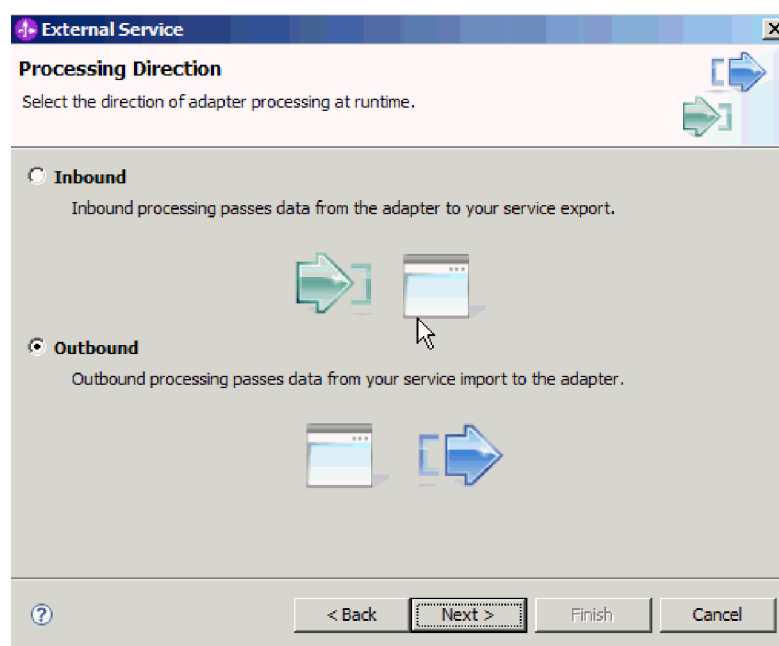 External Service
Processing Direction
Select the direction of adapter processing at runtime.
Inbound
Inbound processing passes data from the adapter to your service export.
Outbound
Outbound processing passes data from your service import to the adapter.
< Back Next > Finish Cancel